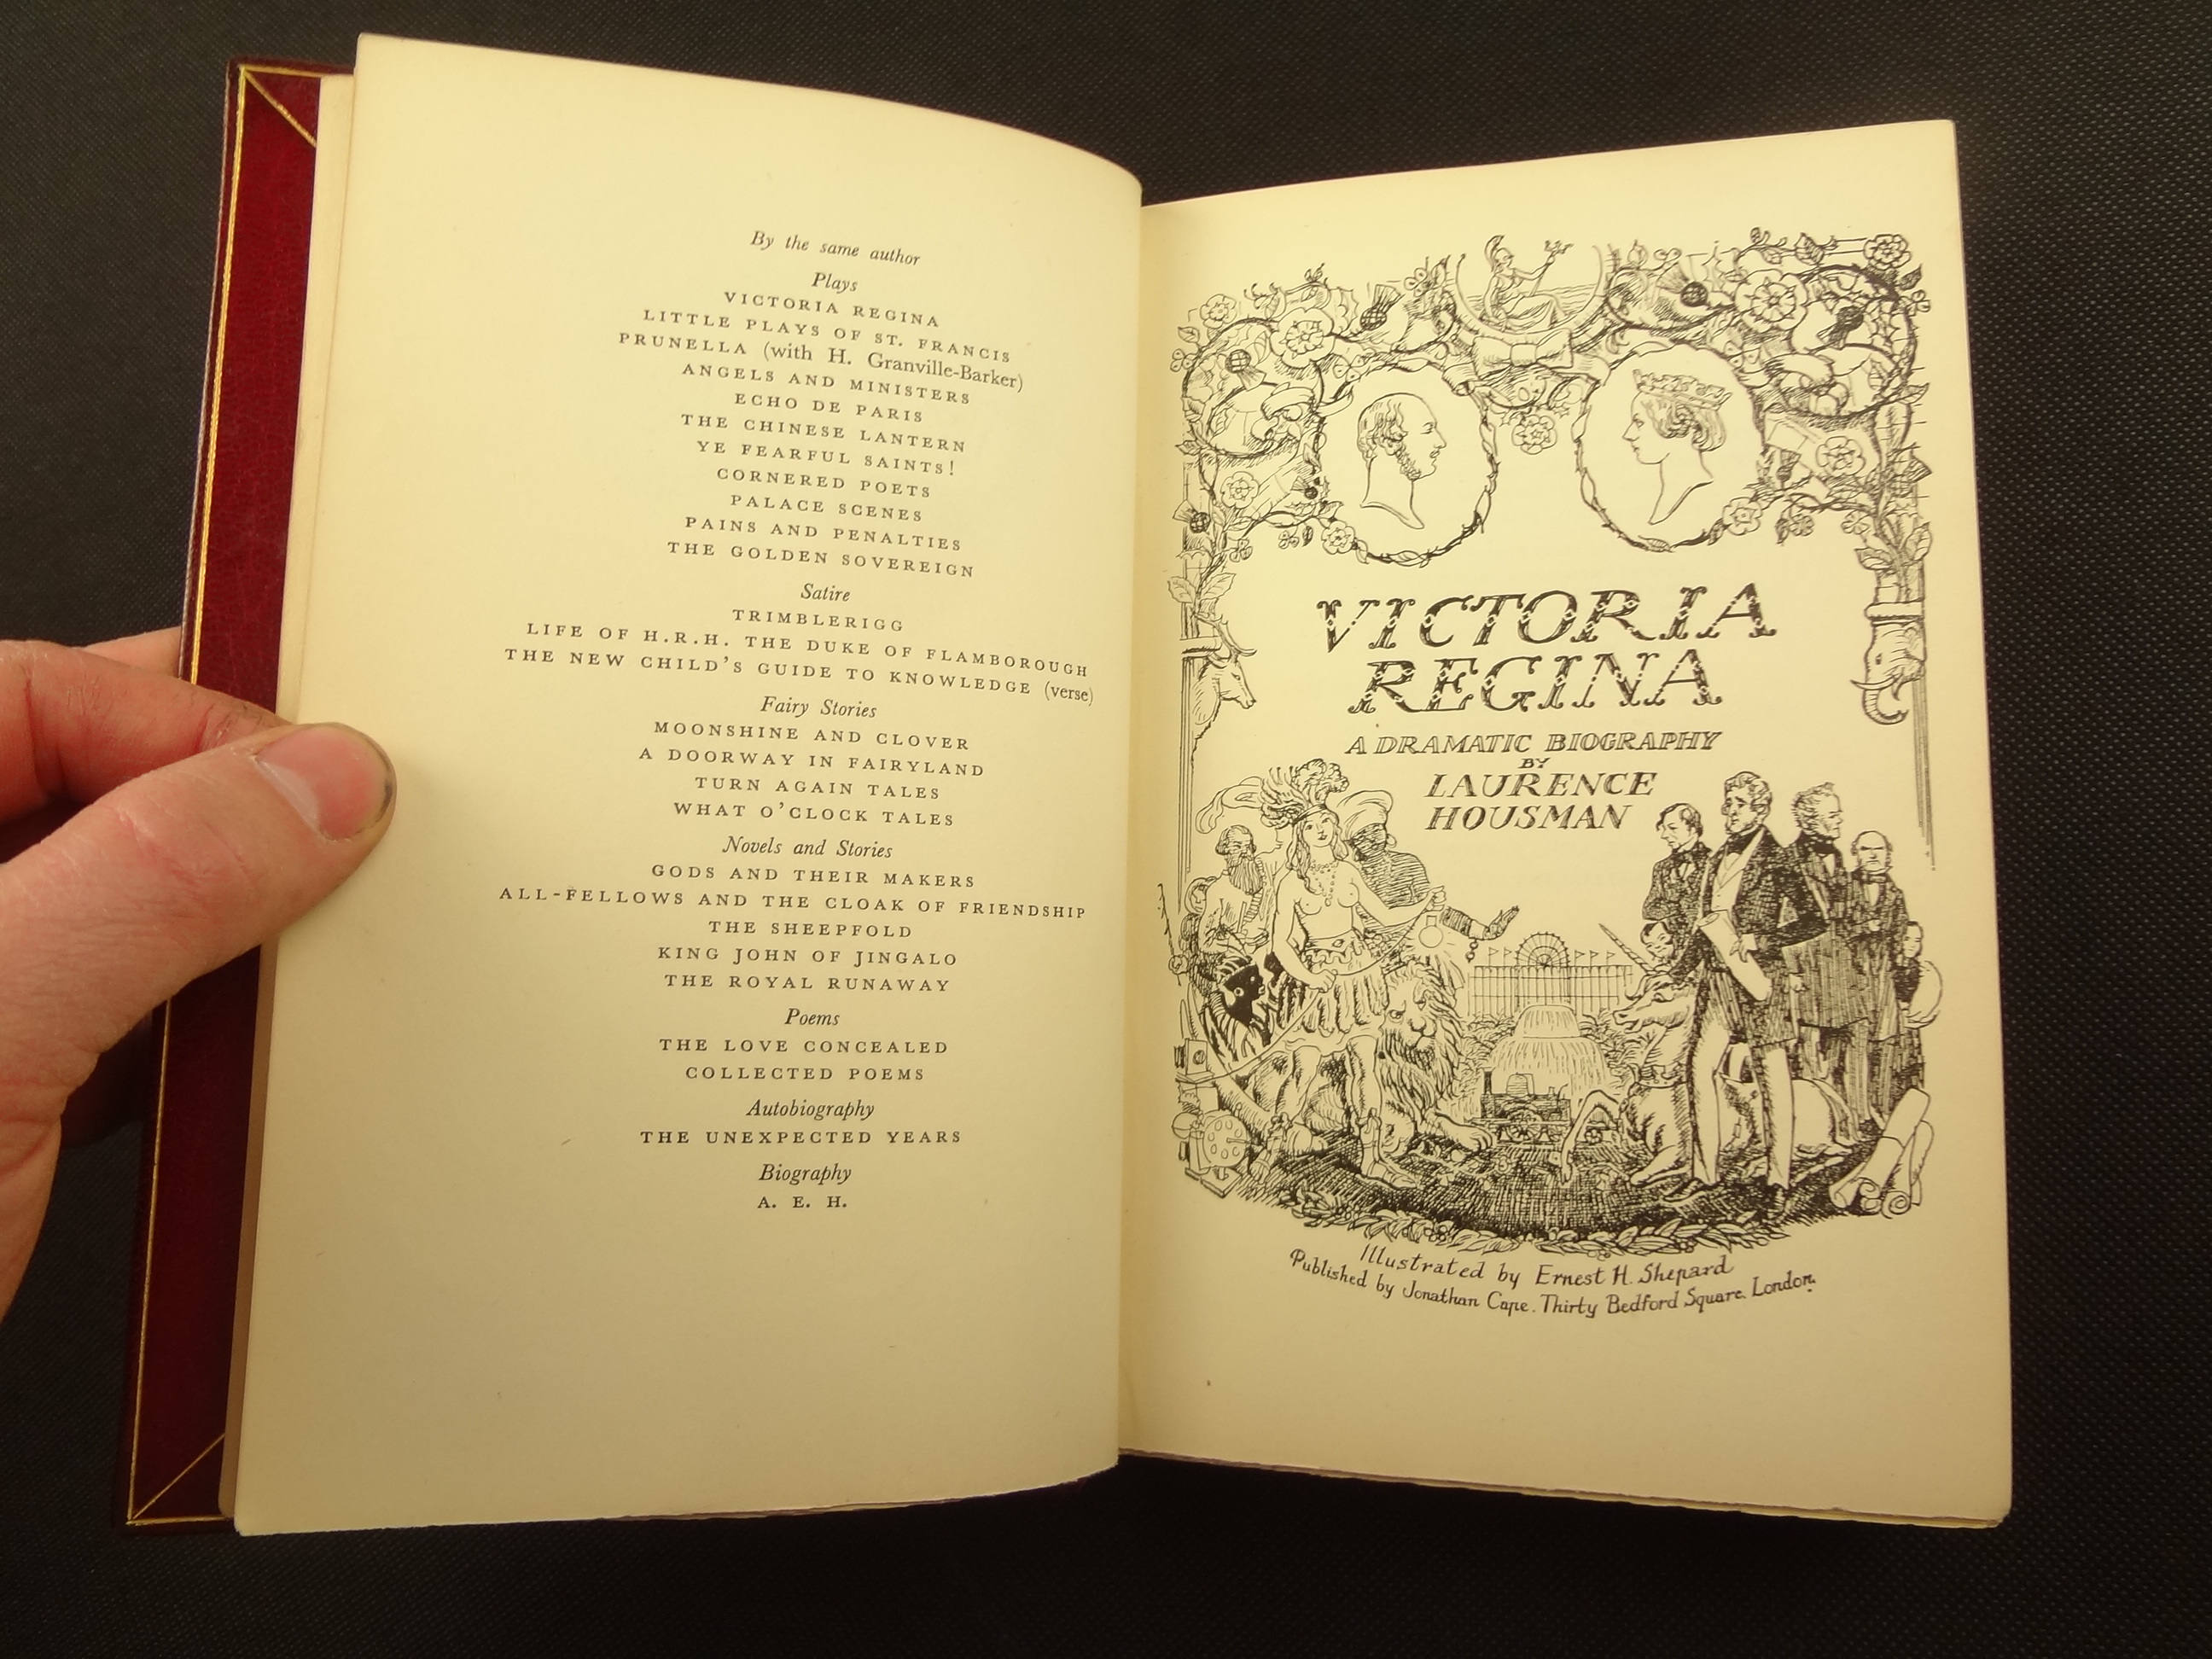 By the same author
Plays
VICTORIA REGINA
LITTLE PLAYS OF ST. FRANCIS
PRUNELLA (with H. Granville-Barker)
ANGELS AND MINISTERS
ECHO DE PARIS
THE CHINESE LANTERN
YE FEARFUL SAINTS!
CORNERED POETS
PALACE SCENES
PAINS AND PENALTIES
THE GOLDEN SOVEREIGN
Satire
TRIMBLERIGG
LIFE OF H.R.H. THE DUKE OF FLAMBOROUGH
THE NEW CHILD'S GUIDE TO KNOWLEDGE (verse)
Fairy Stories
MOONSHINE AND CLOVER
A DOORWAY IN FAIRYLAND
TURN AGAIN TALES
WHAT O'CLOCK TALES
Novels and Stories
GODS AND THEIR MAKERS
ALL-FELLOWS AND THE CLOAK OF FRIENDSHIP
THE SHEEPFOLD
KING JOHN OF JINGALO
THE ROYAL RUNAWAY
Poems
THE LOVE CONCEALED
COLLECTED POEMS
Autobiography
THE UNEXPECTED YEARS
Biography
A. E. H.
VICTORIA
REGINA
A DRAMATIC BIOGRAPHY
BY
LAURENCE
HOUSMAN
Illustrated by Ernest H. Shepard
Published by Jonathan Cape. Thirty Bedford Square. London.